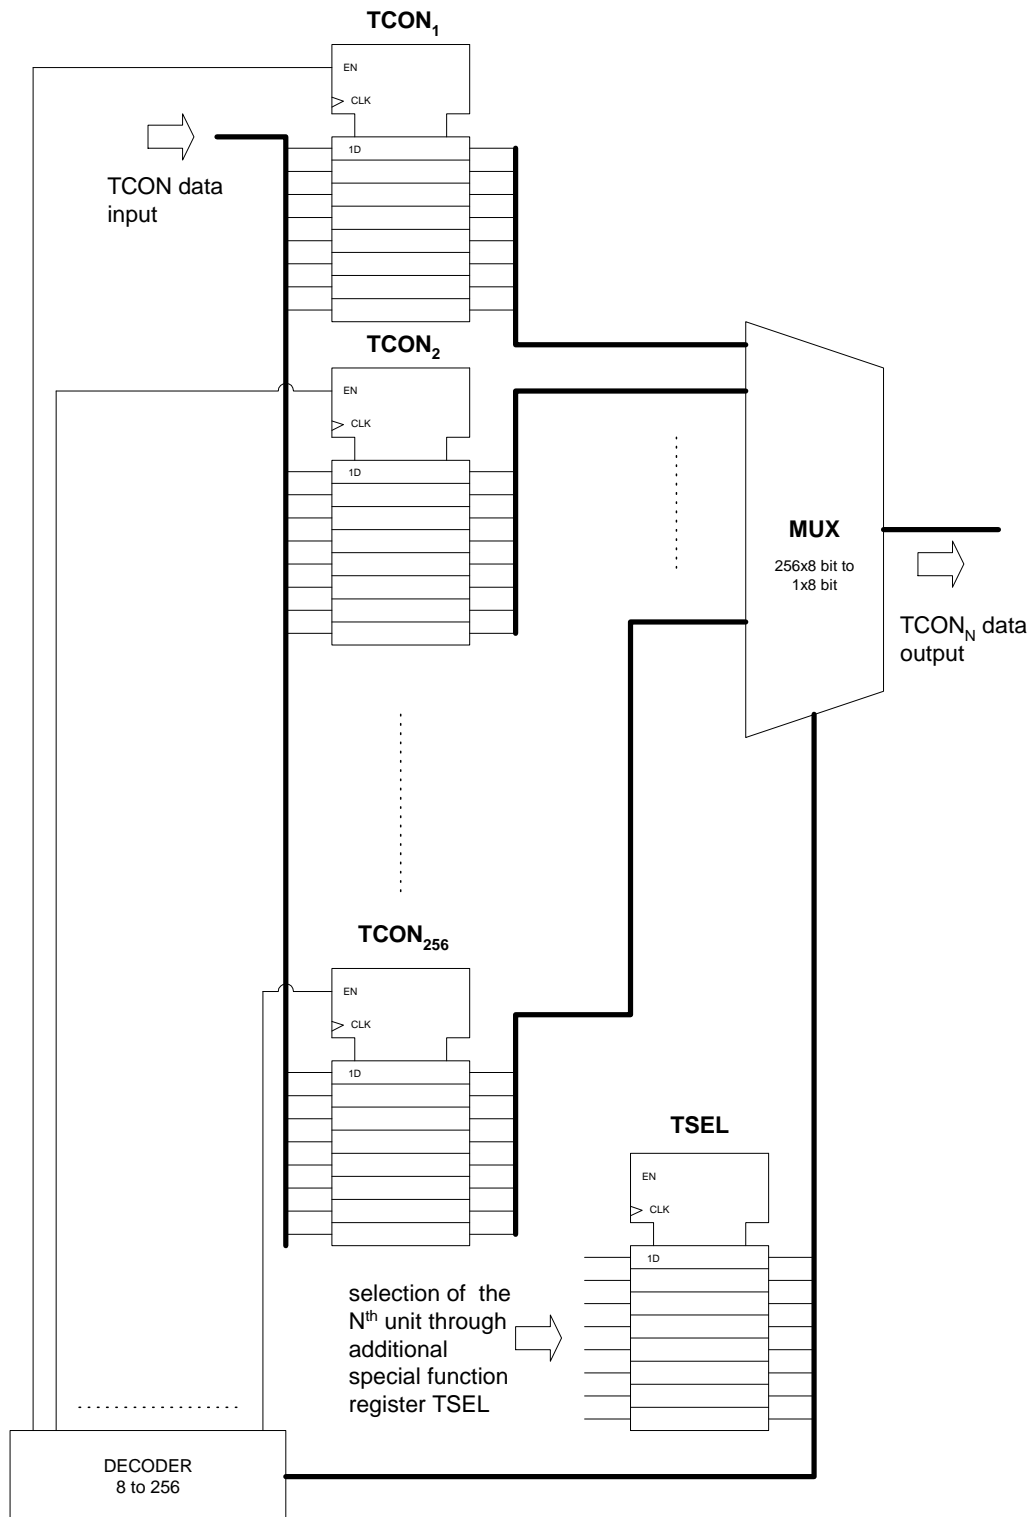 TCON1
EN
CLK
1D
TCON data
input
TCON2
EN
CLK
1D
MUX
256x8 bit to
1x8 bit
TCONN data
output
TCON256
EN
CLK
1D
TSEL
EN
CLK
1D
selection of the
Nth unit through
additional
special function
register TSEL
DECODER
8 to 256